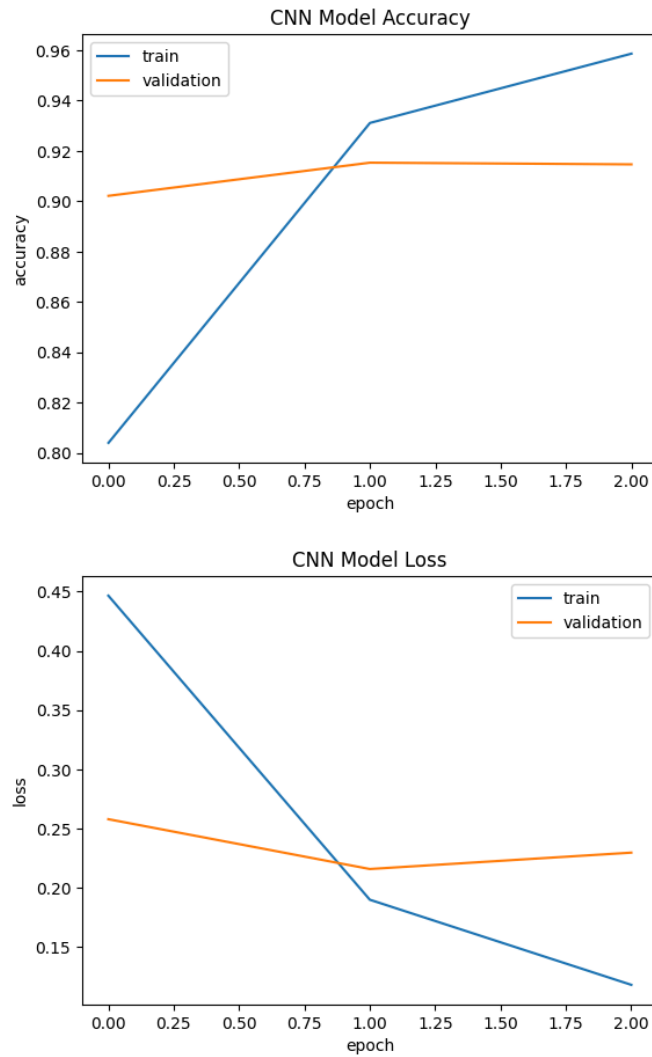 CNN Model Accuracy
train
validation
0.96
0.94
0.92
0.90
0.88
0.86
0.84
0.82
0.80
accuracy
0.00 0.25 0.50 0.75 1.00 1.25 1.50 1.75 2.00
epoch
CNN Model Loss
train
validation
0.45
0.40
0.35
0.30
0.25
0.20
0.15
loss
0.00 0.25 0.50 0.75 1.00 1.25 1.50 1.75 2.00
epoch